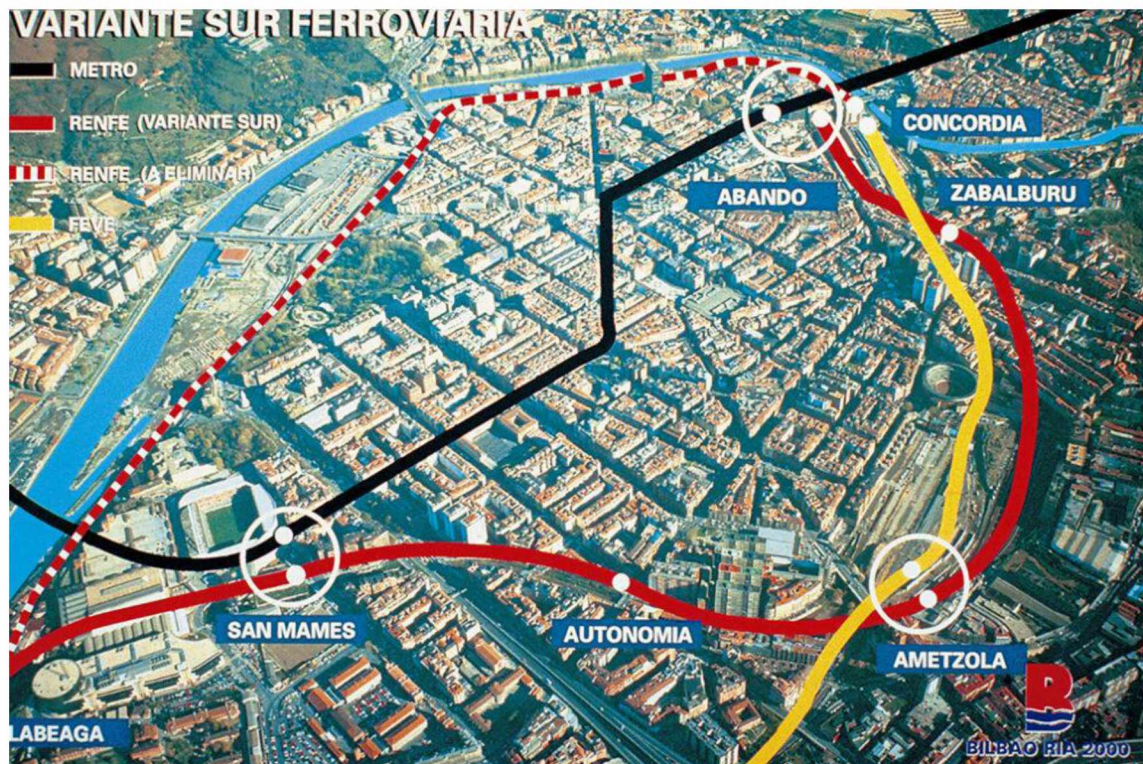 VARIANTE SUR FERROVIARIA
METRO
RENFE (VARIANTE SUR)
RENFE (A ELIMINAR)
FEVE
CONCORDIA
ABANDO
ZABALBURU
SAN MAMES
AUTONOMIA
AMETZOLA
LABEAGA
BILBAO RIA 2000